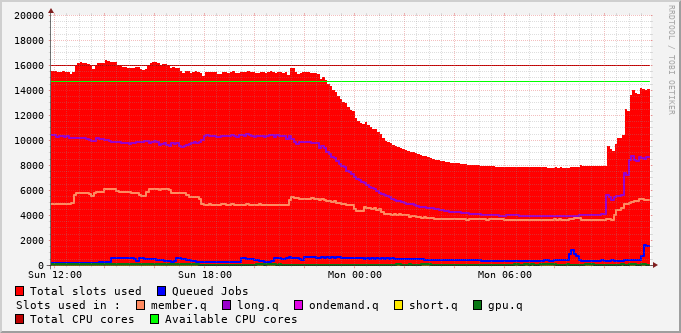 20000
18000
16000
14000
12000
10000
8000
6000
4000
2000
0
Sun 12:00 Sun 18:00 Mon 00:00 Mon 06:00
RRDTOOL / TOBI OETIKER
Total slots used Queued Jobs
Slots used in : member.q long.q ondemand.q short.q gpu.q
Total CPU cores Available CPU cores